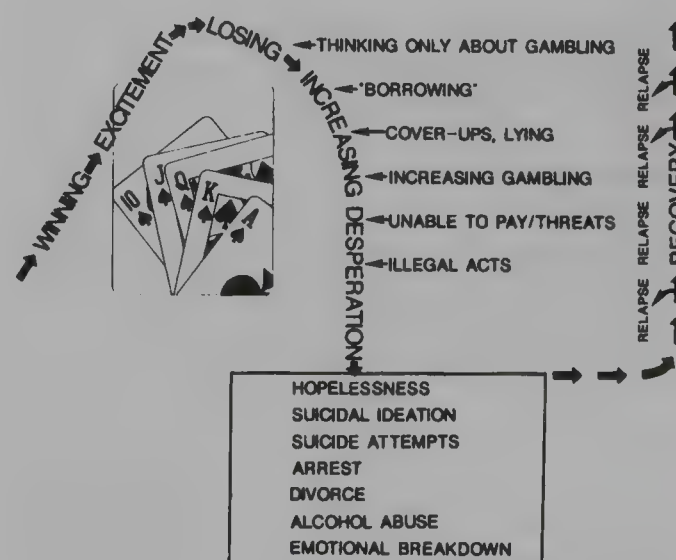 WINNING
EXCITEMENT
LOSING
INCREASING DESPERATION
THINKING ONLY ABOUT GAMBLING
"BORROWING"
COVER-UPS, LYING
INCREASING GAMBLING
UNABLE TO PAY/THREATS
ILLEGAL ACTS
10
J
Q
K
A
HOPELESSNESS
SUICIDAL IDEATION
SUICIDE ATTEMPTS
ARREST
DIVORCE
ALCOHOL ABUSE
EMOTIONAL BREAKDOWN
RELAPSE
RELAPSE
RELAPSE
RELAPSE
RECOVERY